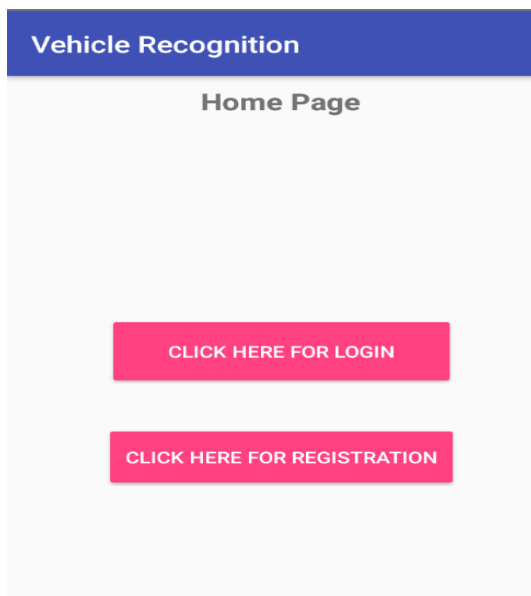 Vehicle Recognition
Home Page
CLICK HERE FOR LOGIN
CLICK HERE FOR REGISTRATION